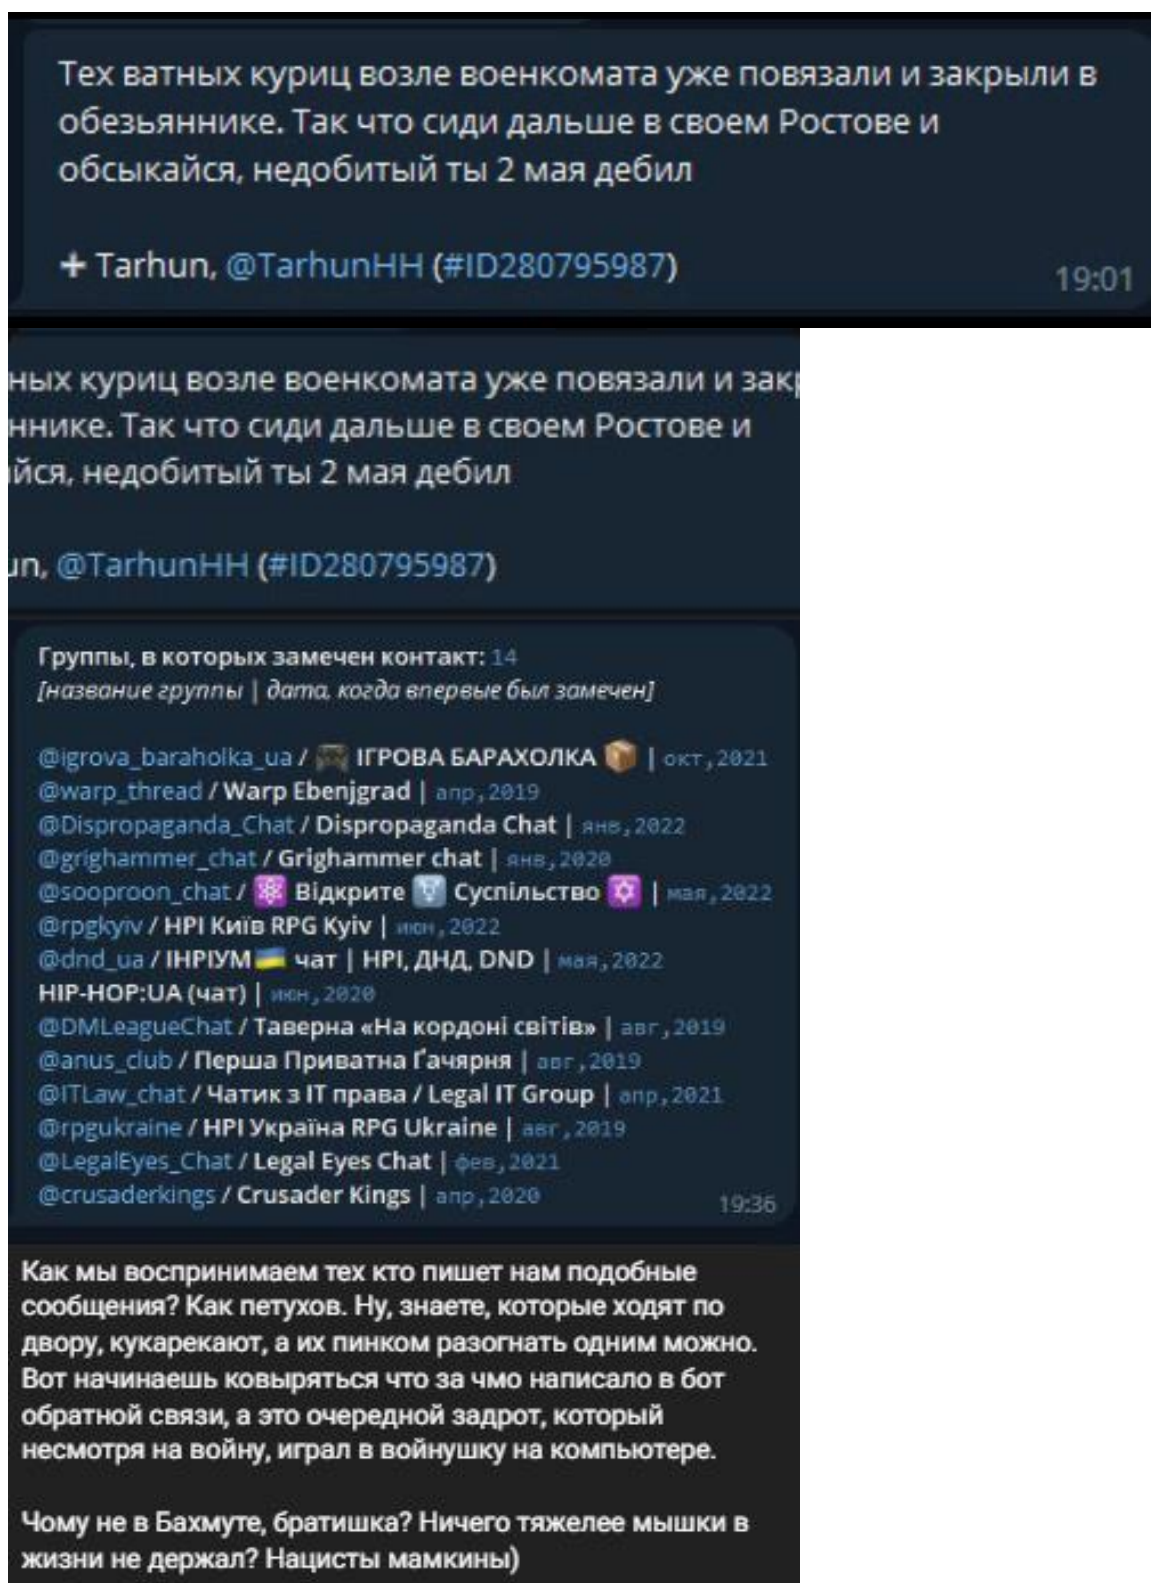 Тех ватных куриц возле военкомата уже повязали и закрыли в
обезьяннике. Так что сиди дальше в своем Ростове и
обсыкайся, недобитый ты 2 мая дебил
➕ Tarhun, @TarhunHH (#ID280795987)
19:01
ных куриц возле военкомата уже повязали и зак
ннике. Так что сиди дальше в своем Ростове и
йся, недобитый ты 2 мая дебил
un, @TarhunHH (#ID280795987)
Группы, в которых замечен контакт: 14
[название группы | дата, когда впервые был замечен]
@igrova_baraholka_ua / 🎮 ІГРОВА БАРАХОЛКА 📦 | окт,2021
@warp_thread / Warp Ebenjgrad | апр,2019
@Dispropaganda_Chat / Dispropaganda Chat | янв,2022
@grighammer_chat / Grighammer chat | янв,2020
@sooproon_chat / ⚛️ Відкрите ⚧ Суспільство 🔯 | мая,2022
@rpgkyiv / НРІ Київ RPG Kyiv | июн,2022
@dnd_ua / ІНРІУМ🇺🇦 чат | НРІ, ДНД, DND | мая,2022
HIP-HOP:UA (чат) | июн,2020
@DMLeagueChat / Таверна «На кордоні світів» | авг,2019
@anus_club / Перша Приватна Ґачярня | авг,2019
@ITLaw_chat / Чатик з ІТ права / Legal IT Group | апр,2021
@rpgukraine / НРІ Україна RPG Ukraine | авг,2019
@LegalEyes_Chat / Legal Eyes Chat | фев,2021
@crusaderkings / Crusader Kings | апр,2020
19:36
Как мы воспринимаем тех кто пишет нам подобные
сообщения? Как петухов. Ну, знаете, которые ходят по
двору, кукарекают, а их пинком разогнать одним можно.
Вот начинаешь ковыряться что за чмо написало в бот
обратной связи, а это очередной задрот, который
несмотря на войну, играл в войнушку на компьютере.
Чому не в Бахмуте, братишка? Ничего тяжелее мышки в
жизни не держал? Нацисты мамкины)